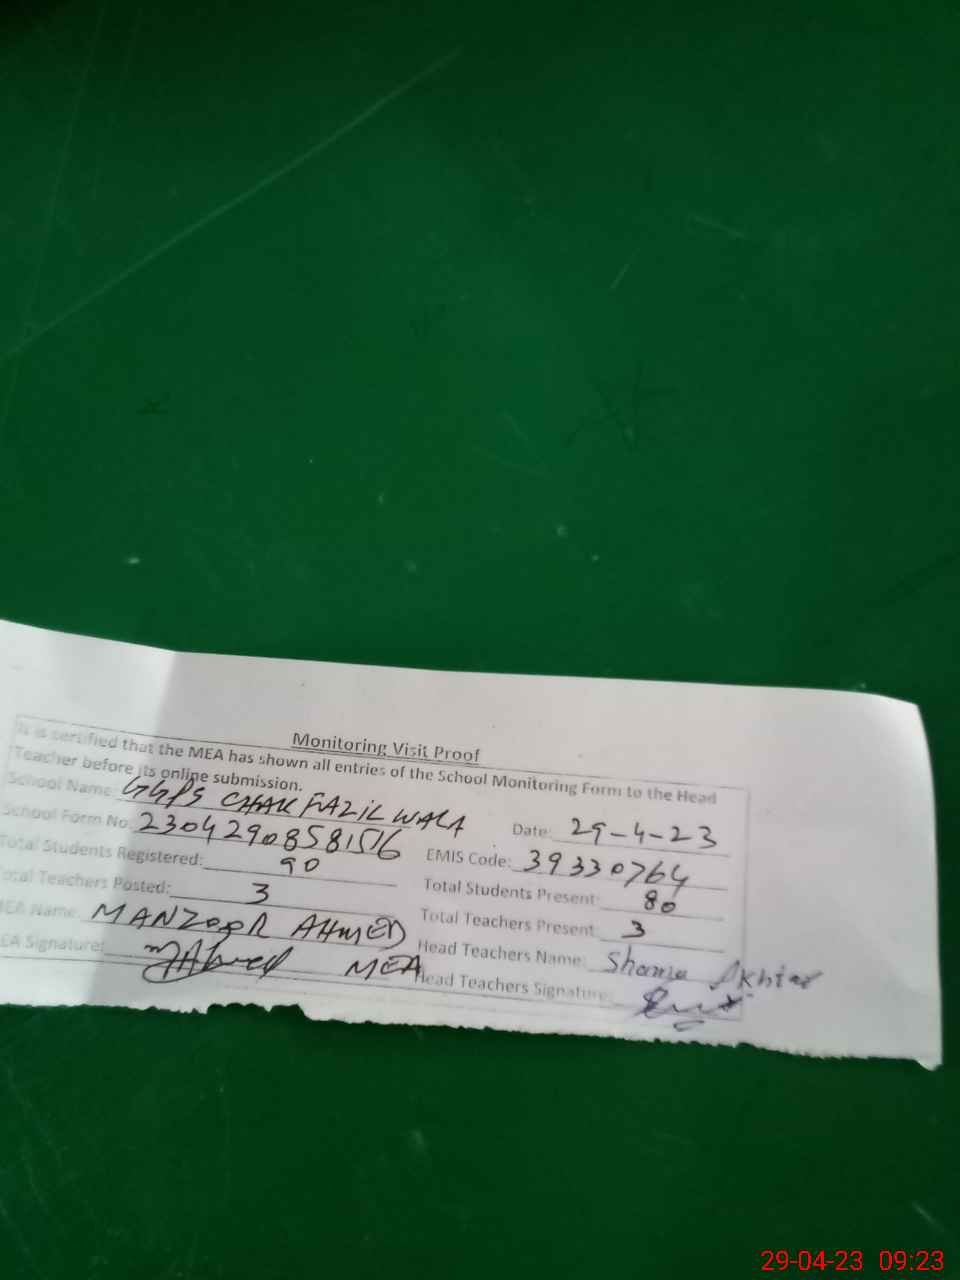 Monitoring Visit Proof
It is certified that the MEA has shown all entries of the School Monitoring Form to the Head
Teacher before its online submission.
School Name: GGPS CHAK FAZIL WALA Date: 29-4-23
School Form No: 23042908581516 EMIS Code: 39330764
Total Students Registered: 90 Total Students Present: 80
Total Teachers Posted: 3 Total Teachers Present: 3
MEA Name: MANZOOR AHMED Head Teachers Name: Shama Akhtar
MEA Signature: MAhmed MEA Head Teachers Signature:
29-04-23 09:23